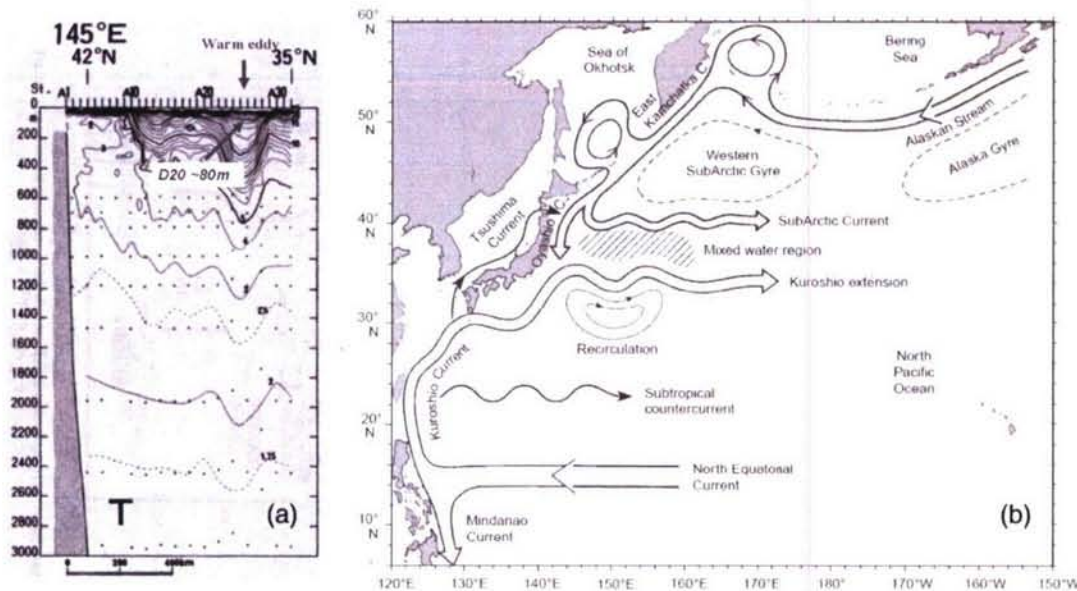 145°E
42°N
Warm eddy
35°N
St.
A1
A10
A20
A30
0
200
400
600
800
1000
1200
1400
1600
1800
2000
2200
2400
2600
2800
3000
D20 ~80m
2
T
(a)
0
60°
N
50°
N
40°
N
30°
N
20°
N
10°
N
120°E
130°
140°
150°
160°
170°
180°
170°
160°
150°W
Sea of
Okhotsk
Bering
Sea
East
Kamchatka C.
Alaskan Stream
Alaska Gyre
Western
SubArctic Gyre
Tsushima
Current
Oyashio C.
SubArctic Current
Mixed water region
Kuroshio extension
Recirculation
Kuroshio Current
Subtropical
countercurrent
North
Pacific
Ocean
North Equatorial
Current
Mindanao
Current
(b)